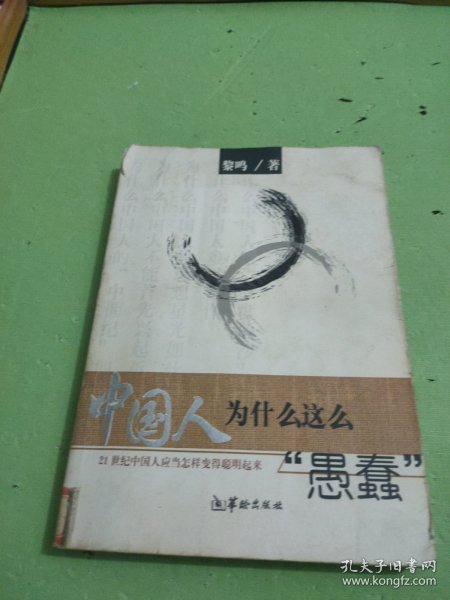 黎鸣/著
中国人
为什么这么
21世纪中国人应当怎样变得聪明起来
“愚蠢”
华龄出版社
孔夫子旧书网
www.kongfz.com